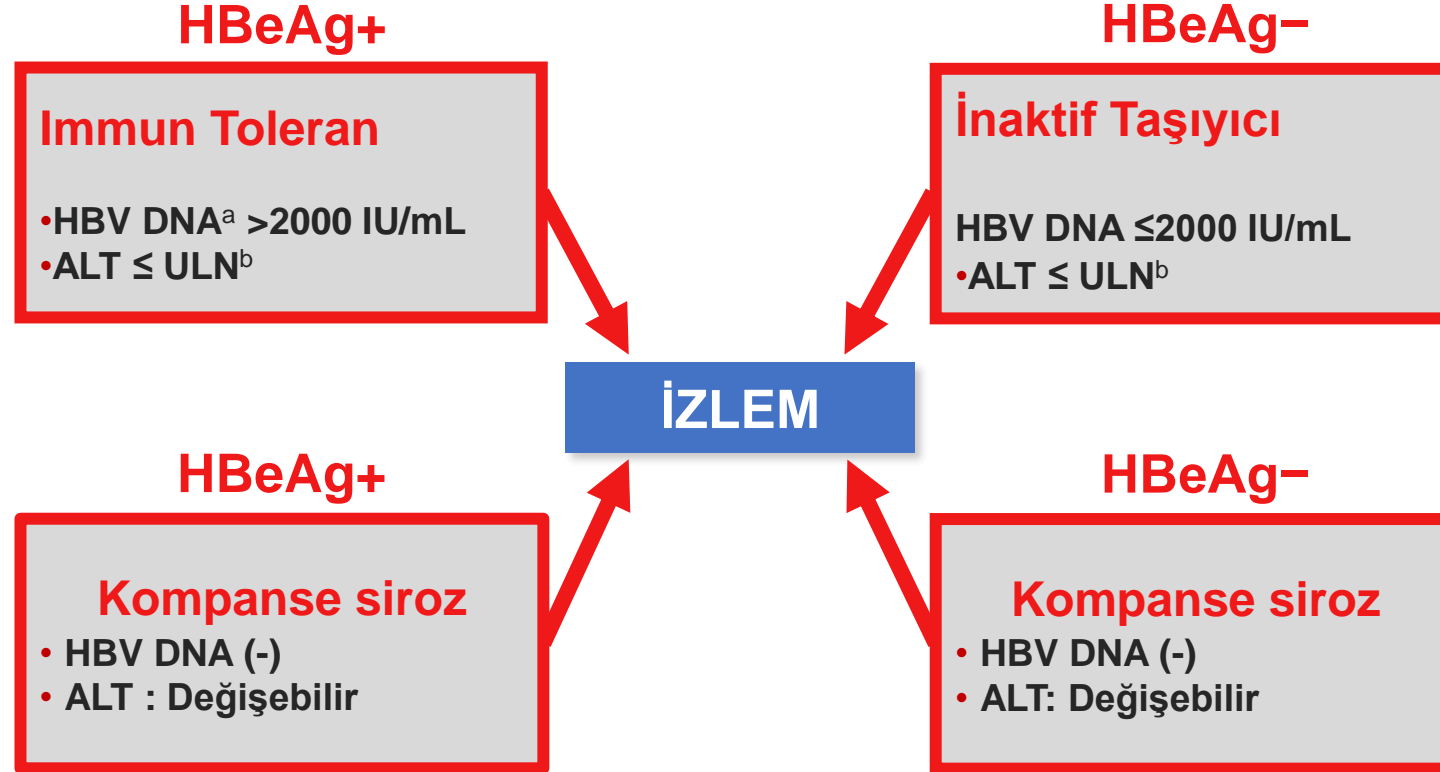 HBeAg+
Immun Toleran
•HBV DNAᵃ >2000 IU/mL
•ALT ≤ ULNᵇ
HBeAg−
İnaktif Taşıyıcı
HBV DNA ≤2000 IU/mL
•ALT ≤ ULNᵇ
İZLEM
HBeAg+
Kompanse siroz
• HBV DNA (-)
• ALT : Değişebilir
HBeAg−
Kompanse siroz
• HBV DNA (-)
• ALT: Değişebilir